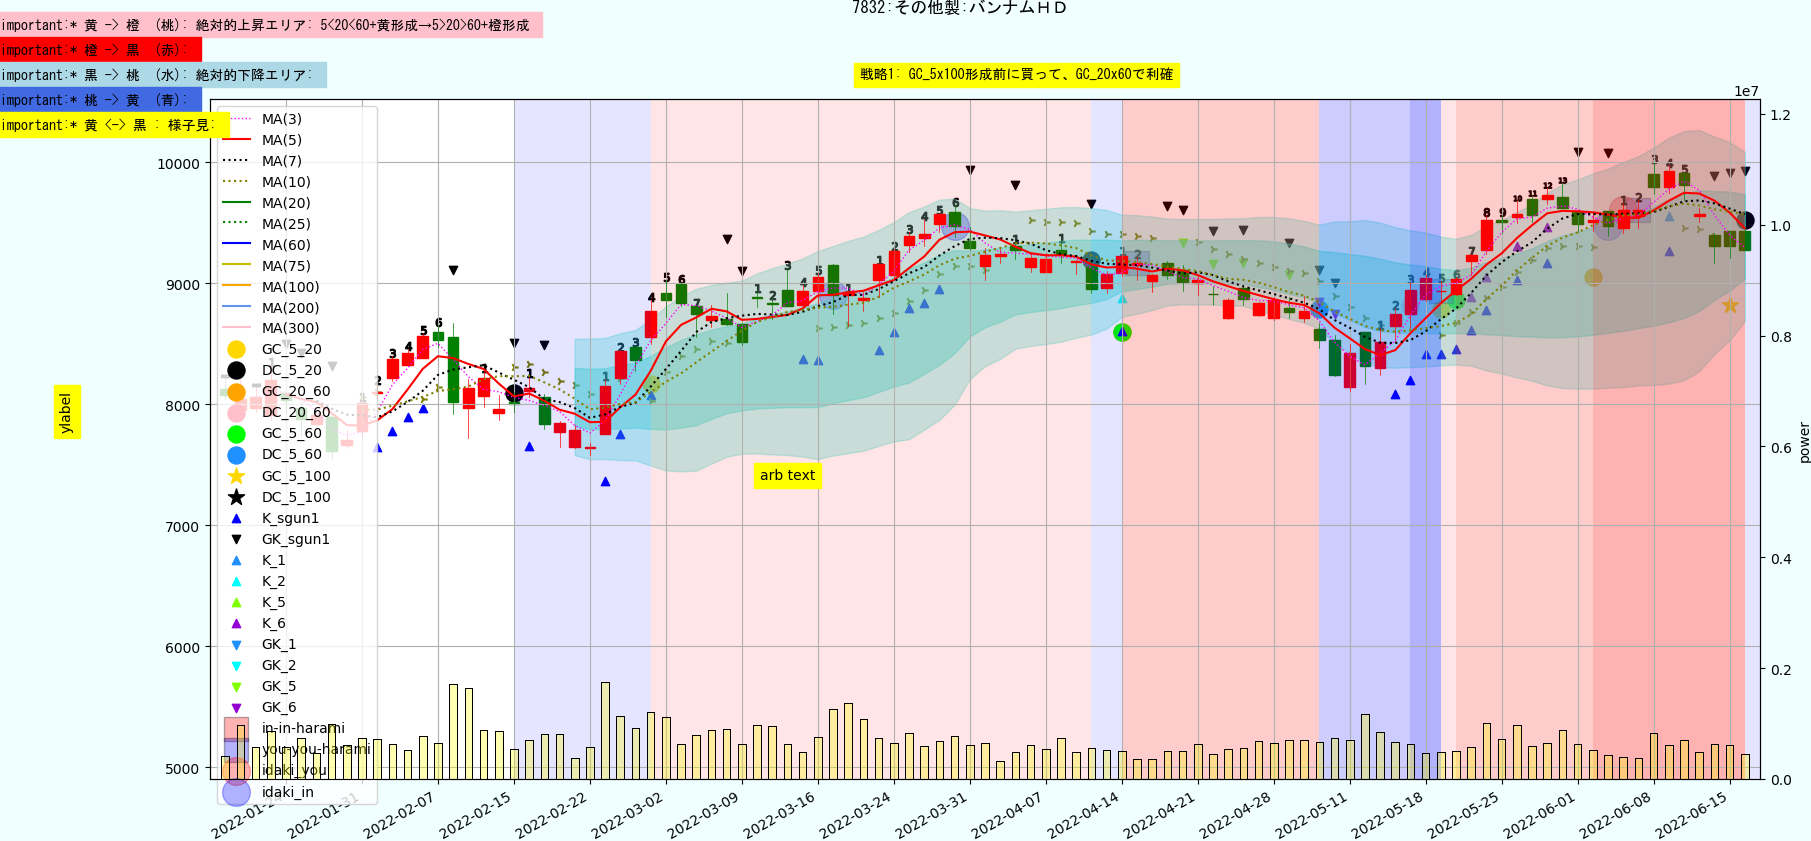 7832:その他製:バンナムＨＤ
important:* 黄 -> 橙 （桃）: 絶対的上昇エリア: 5<20<60+黄形成→5>20>60+橙形成
important:* 橙 -> 黒 （赤）:
important:* 黒 -> 桃 （水）: 絶対的下降エリア:
important:* 桃 -> 黄 （青）:
important:* 黄 <-> 黒 : 様子見:
戦略1: GC_5x100形成前に買って、GC_20x60で利確
1e7
MA(3)
MA(5)
MA(7)
MA(10)
MA(20)
MA(25)
MA(60)
MA(75)
MA(100)
MA(200)
MA(300)
GC_5_20
DC_5_20
GC_20_60
DC_20_60
GC_5_60
DC_5_60
GC_5_100
DC_5_100
K_sgun1
GK_sgun1
K_1
K_2
K_5
K_6
GK_1
GK_2
GK_5
GK_6
in-in-harami
you-you-harami
idaki_you
idaki_in
10000
9000
8000
7000
6000
5000
ylabel
arb text
1.2
1.0
0.8
0.6
0.4
0.2
0.0
power
2022-01-24
2022-01-31
2022-02-07
2022-02-15
2022-02-22
2022-03-02
2022-03-09
2022-03-16
2022-03-24
2022-03-31
2022-04-07
2022-04-14
2022-04-21
2022-04-28
2022-05-11
2022-05-18
2022-05-25
2022-06-01
2022-06-08
2022-06-15